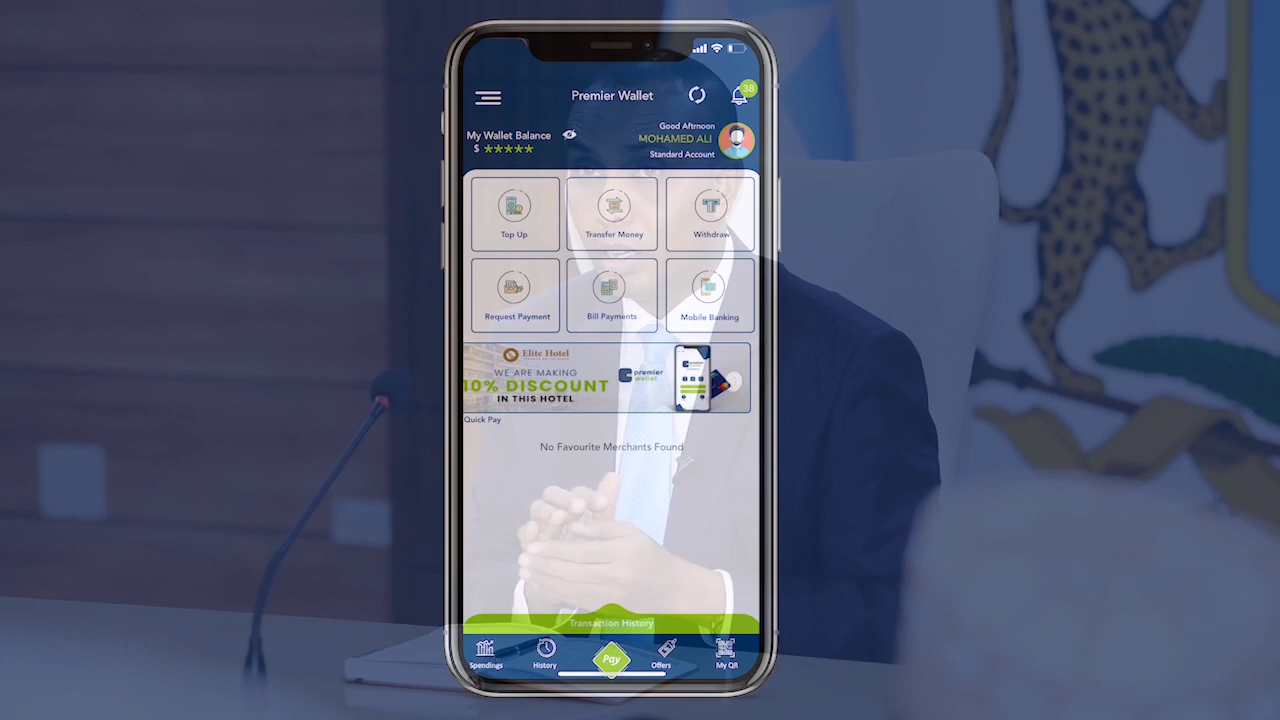 Premier Wallet
38
My Wallet Balance
$ *****
Good Aftrnoon
MOHAMED ALI
Standard Account
Top Up
Transfer Money
Withdraw
Request Payment
Bill Payments
Mobile Banking
Elite Hotel
WE ARE MAKING
10% DISCOUNT
IN THIS HOTEL
premier
wallet
Quick Pay
No Favourite Merchants Found
Transaction History
Spendings
History
Pay
Offers
My QR